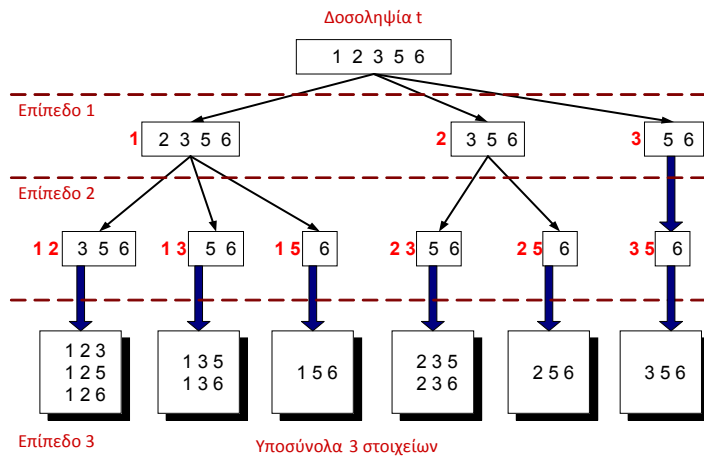 Δοσοληψία t
1 2 3 5 6
Επίπεδο 1
1 2 3 5 6
2 3 5 6
3 5 6
Επίπεδο 2
1 2 3 5 6
1 3 5 6
1 5 6
2 3 5 6
2 5 6
3 5 6
1 2 3
1 2 5
1 2 6
1 3 5
1 3 6
1 5 6
2 3 5
2 3 6
2 5 6
3 5 6
Επίπεδο 3
Υποσύνολα 3 στοιχείων